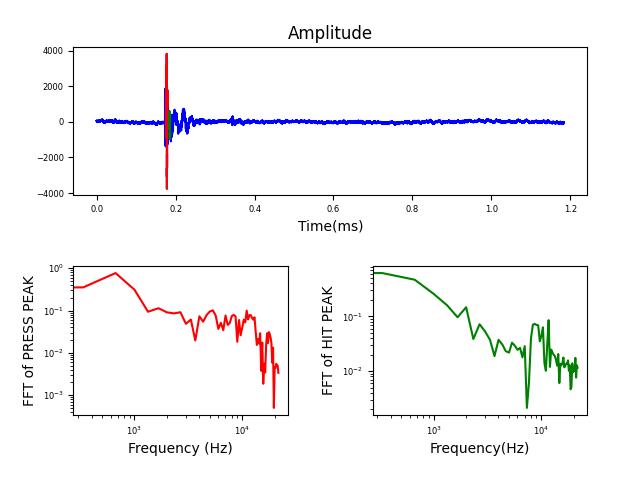 Amplitude
4000
2000
0
−2000
−4000
0.0 0.2 0.4 0.6 0.8 1.0 1.2
Time(ms)
FFT of PRESS PEAK
10⁰
10⁻¹
10⁻²
10⁻³
10³ 10⁴
Frequency (Hz)
FFT of HIT PEAK
10⁻¹
10⁻²
10³ 10⁴
Frequency(Hz)